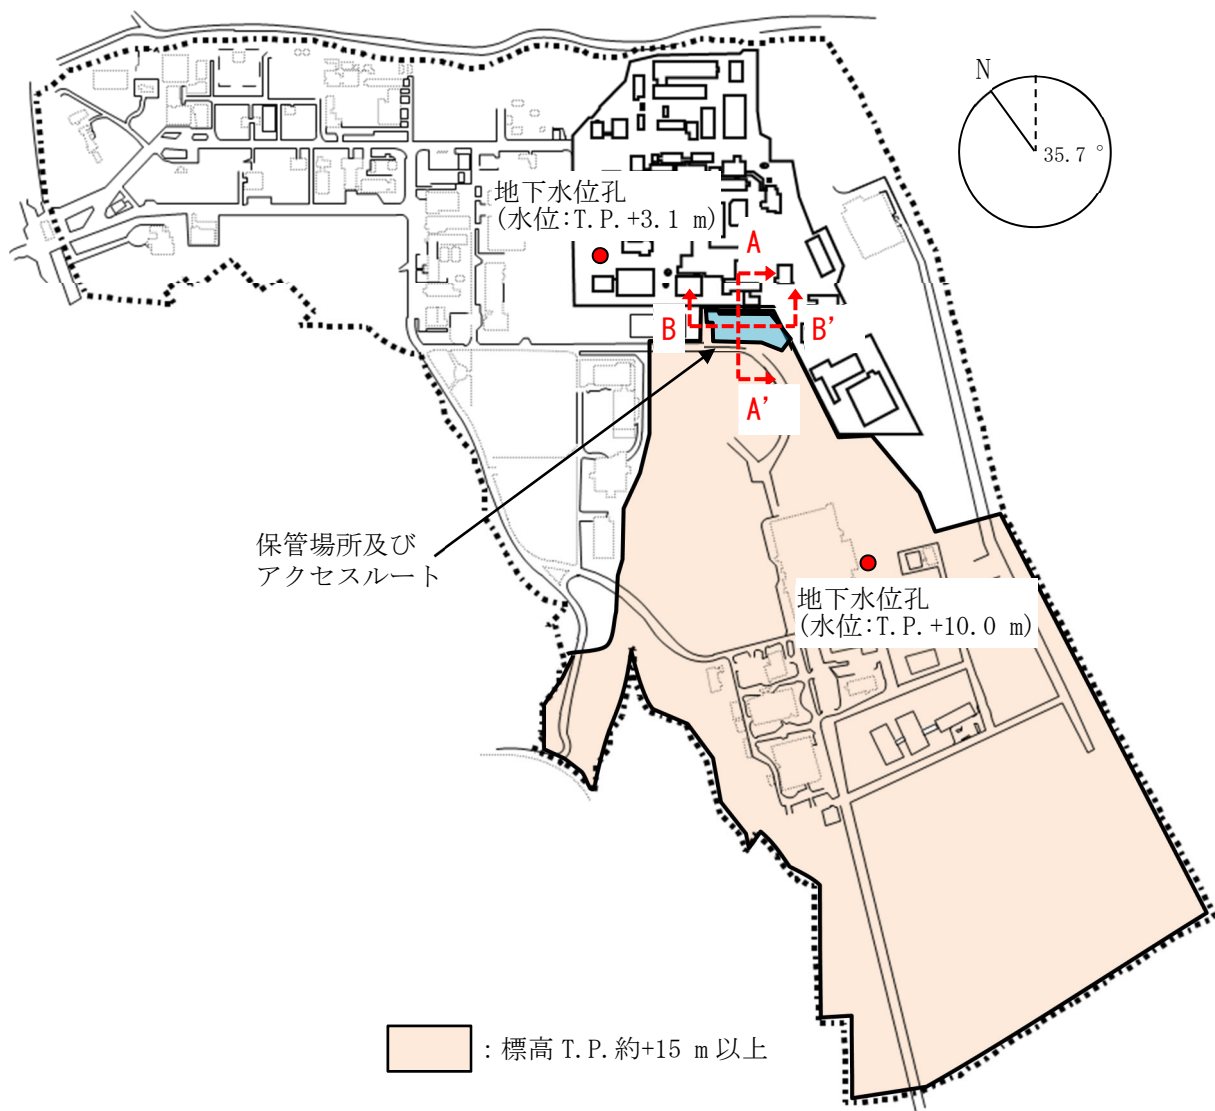 N
35.7°
地下水位孔
(水位:T.P.+3.1 m)
A
B
B’
A’
保管場所及び
アクセスルート
地下水位孔
(水位:T.P.+10.0 m)
:標高 T.P.約+15 m 以上